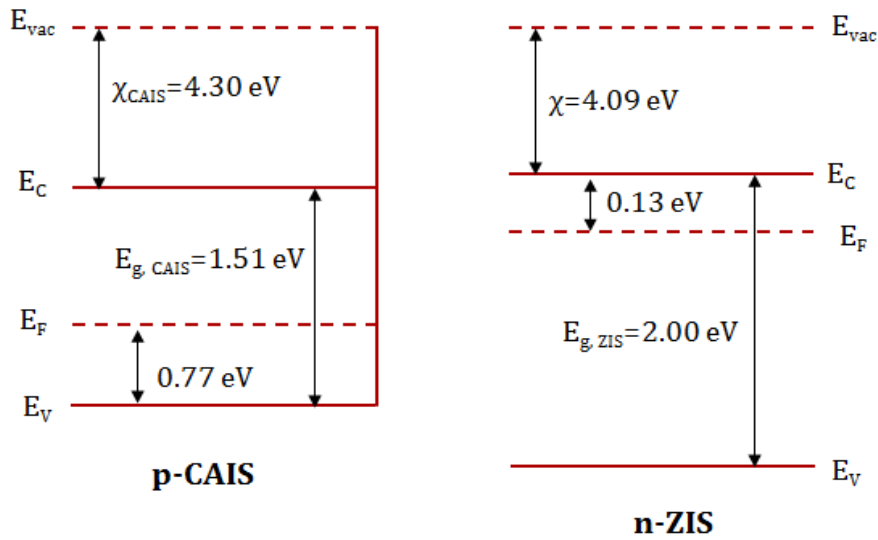 E_vac
χ_CAIS=4.30 eV
E_C
E_g, CAIS=1.51 eV
E_F
0.77 eV
E_V
p-CAIS
E_vac
χ=4.09 eV
E_C
0.13 eV
E_F
E_g, ZIS=2.00 eV
E_V
n-ZIS